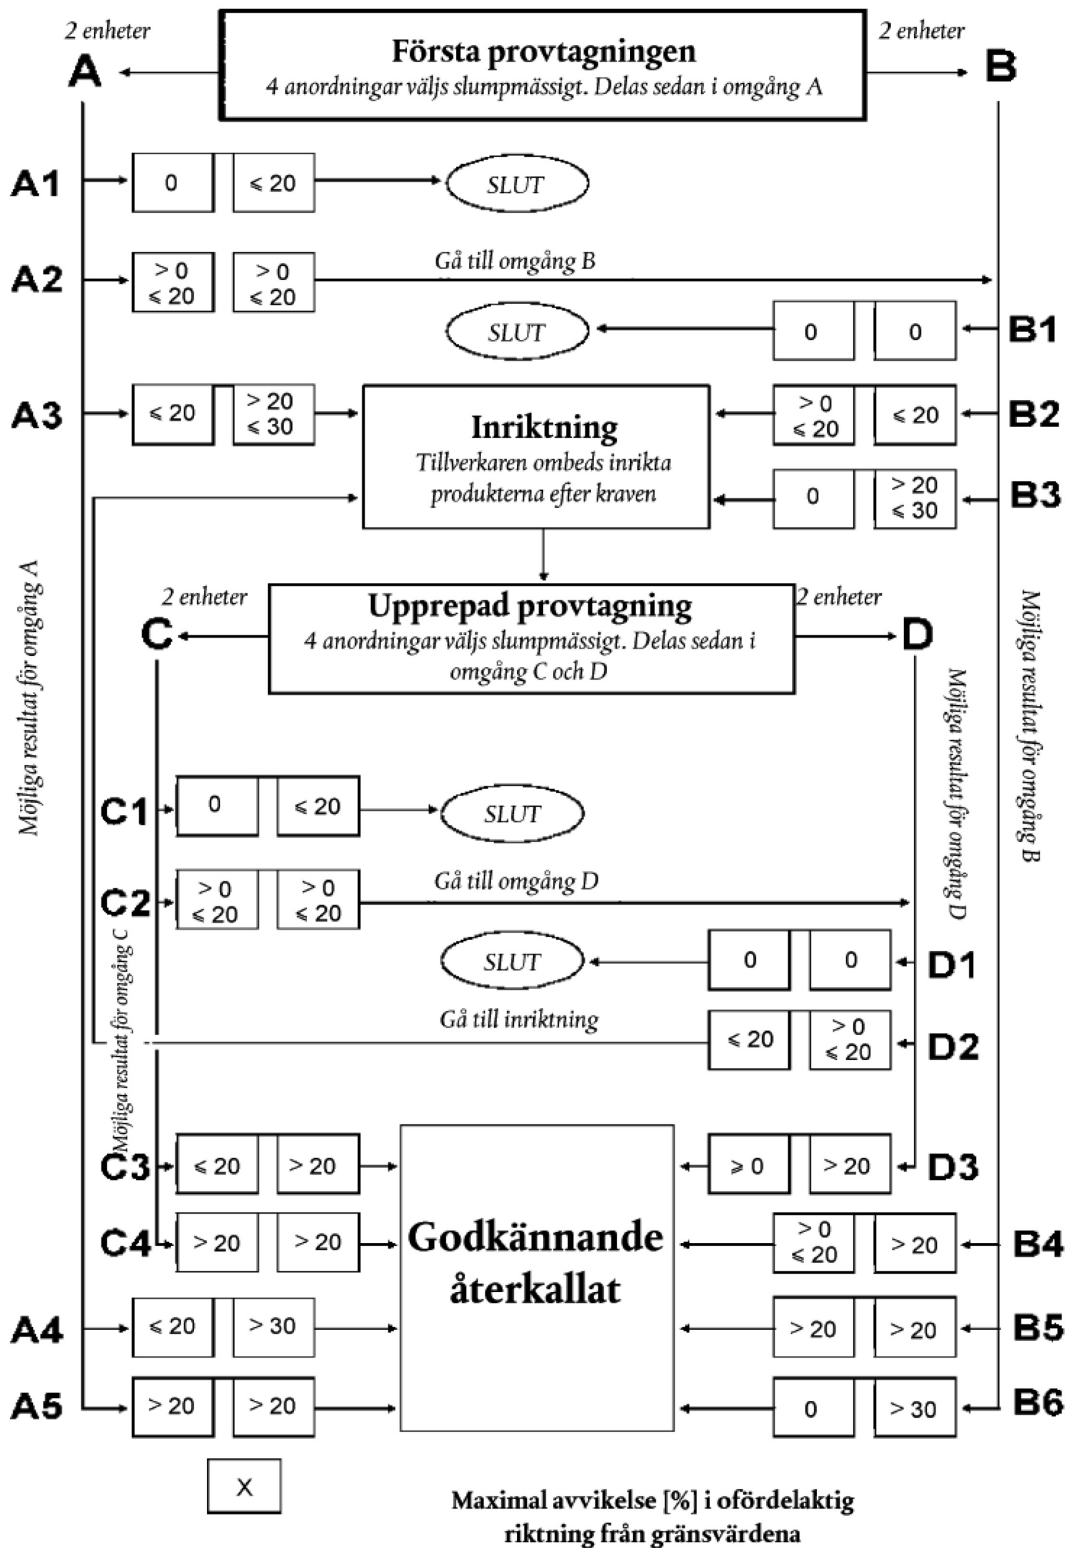 2 enheter
2 enheter
Första provtagningen
4 anordningar väljs slumpmässigt. Delas sedan i omgång A
A
B
A1
0
≤ 20
SLUT
A2
> 0
≤ 20
> 0
≤ 20
Gå till omgång B
SLUT
0
0
B1
A3
≤ 20
> 20
≤ 30
Inriktning
Tillverkaren ombeds inrikta
produkterna efter kraven
> 0
≤ 20
≤ 20
B2
0
> 20
≤ 30
B3
Möjliga resultat för omgång A
Möjliga resultat för omgång B
2 enheter
2 enheter
Upprepad provtagning
4 anordningar väljs slumpmässigt. Delas sedan i
omgång C och D
C
D
Möjliga resultat för omgång D
C1
0
≤ 20
SLUT
C2
> 0
≤ 20
> 0
≤ 20
Gå till omgång D
Möjliga resultat för omgång C
SLUT
0
0
D1
Gå till inriktning
≤ 20
> 0
≤ 20
D2
C3
≤ 20
> 20
≥ 0
> 20
D3
Godkännande
återkallat
C4
> 20
> 20
> 0
≤ 20
> 20
B4
A4
≤ 20
> 30
> 20
> 20
B5
A5
> 20
> 20
0
> 30
B6
X
Maximal avvikelse [%] i ofördelaktig
riktning från gränsvärdena